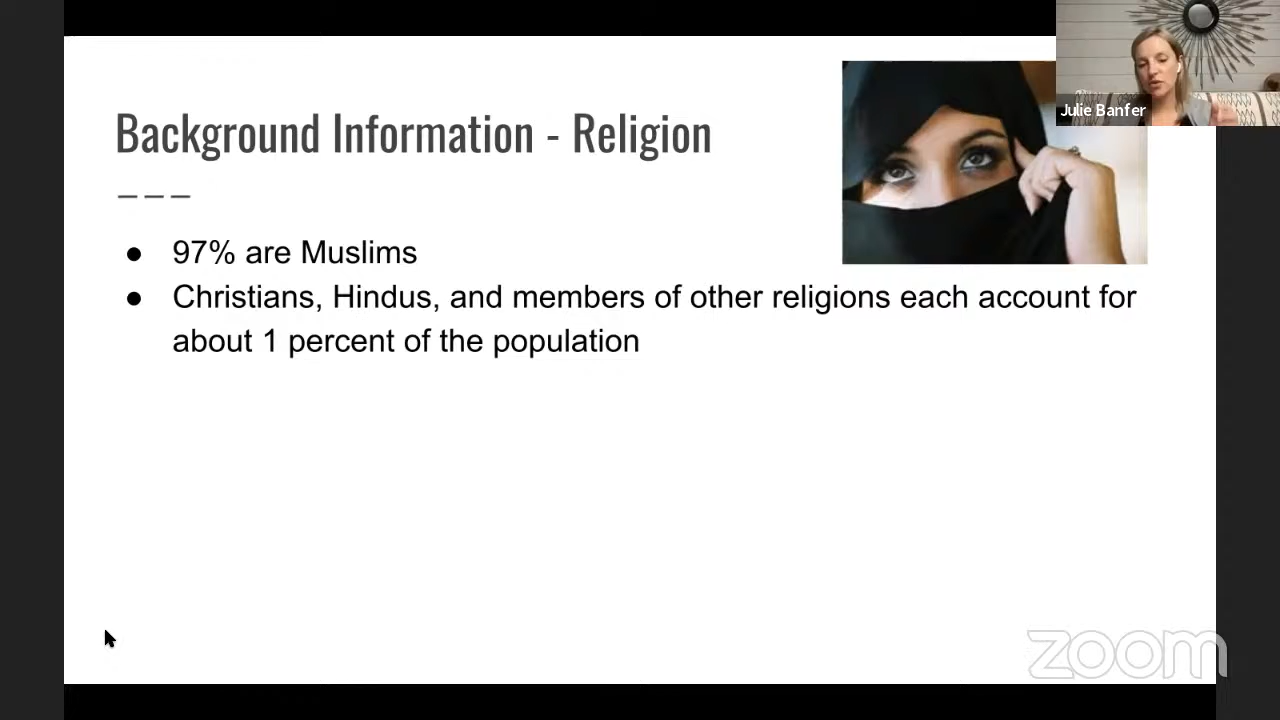 Julie Banfer
Background Information - Religion
● 97% are Muslims
● Christians, Hindus, and members of other religions each account for
about 1 percent of the population
zoom